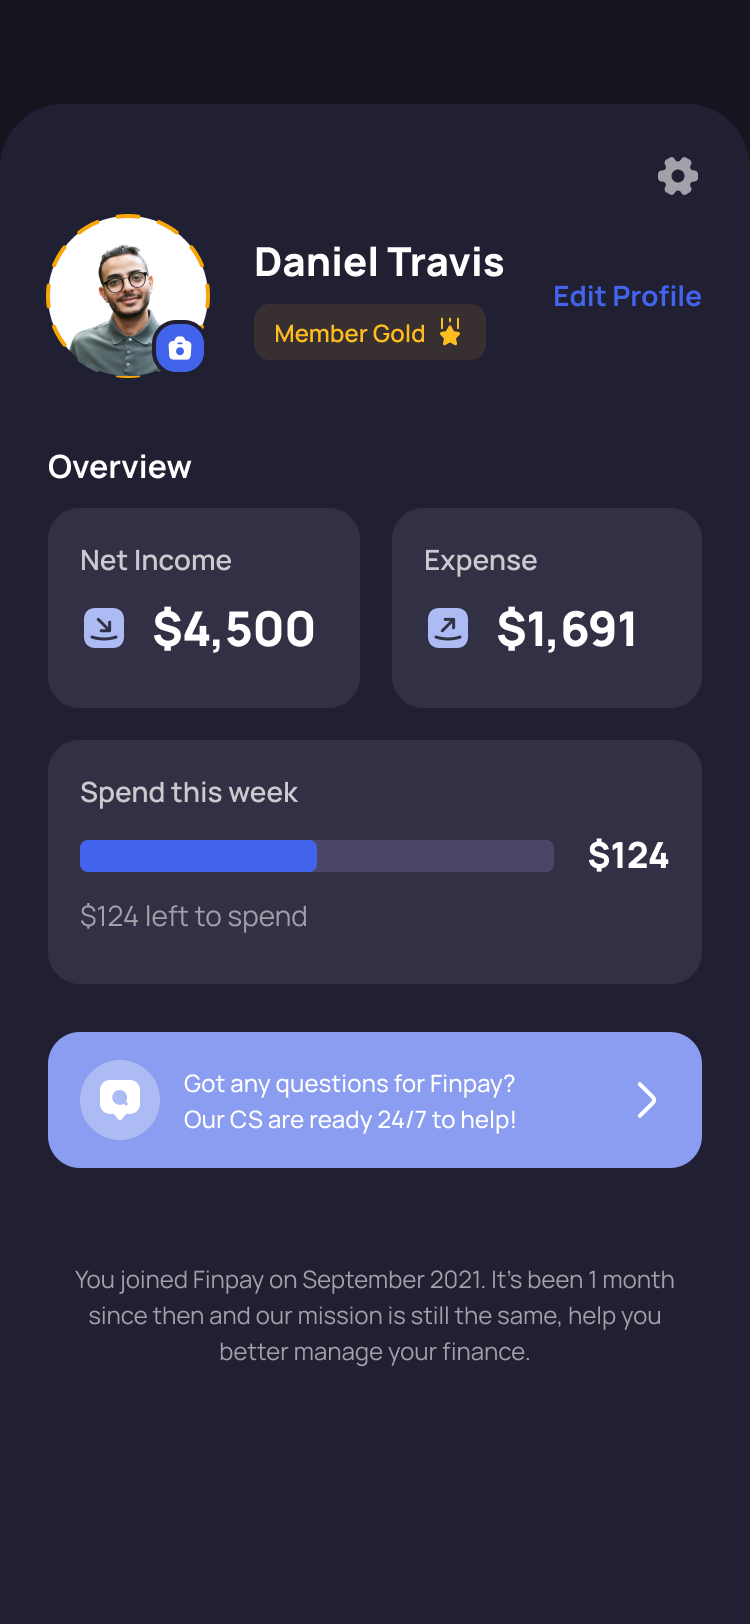 Daniel Travis
Member Gold
Edit Profile
Overview
Net Income
$4,500
Expense
$1,691
Spend this week
$124
$124 left to spend
Got any questions for Finpay?
Our CS are ready 24/7 to help!
You joined Finpay on September 2021. It's been 1 month
since then and our mission is still the same, help you
better manage your finance.